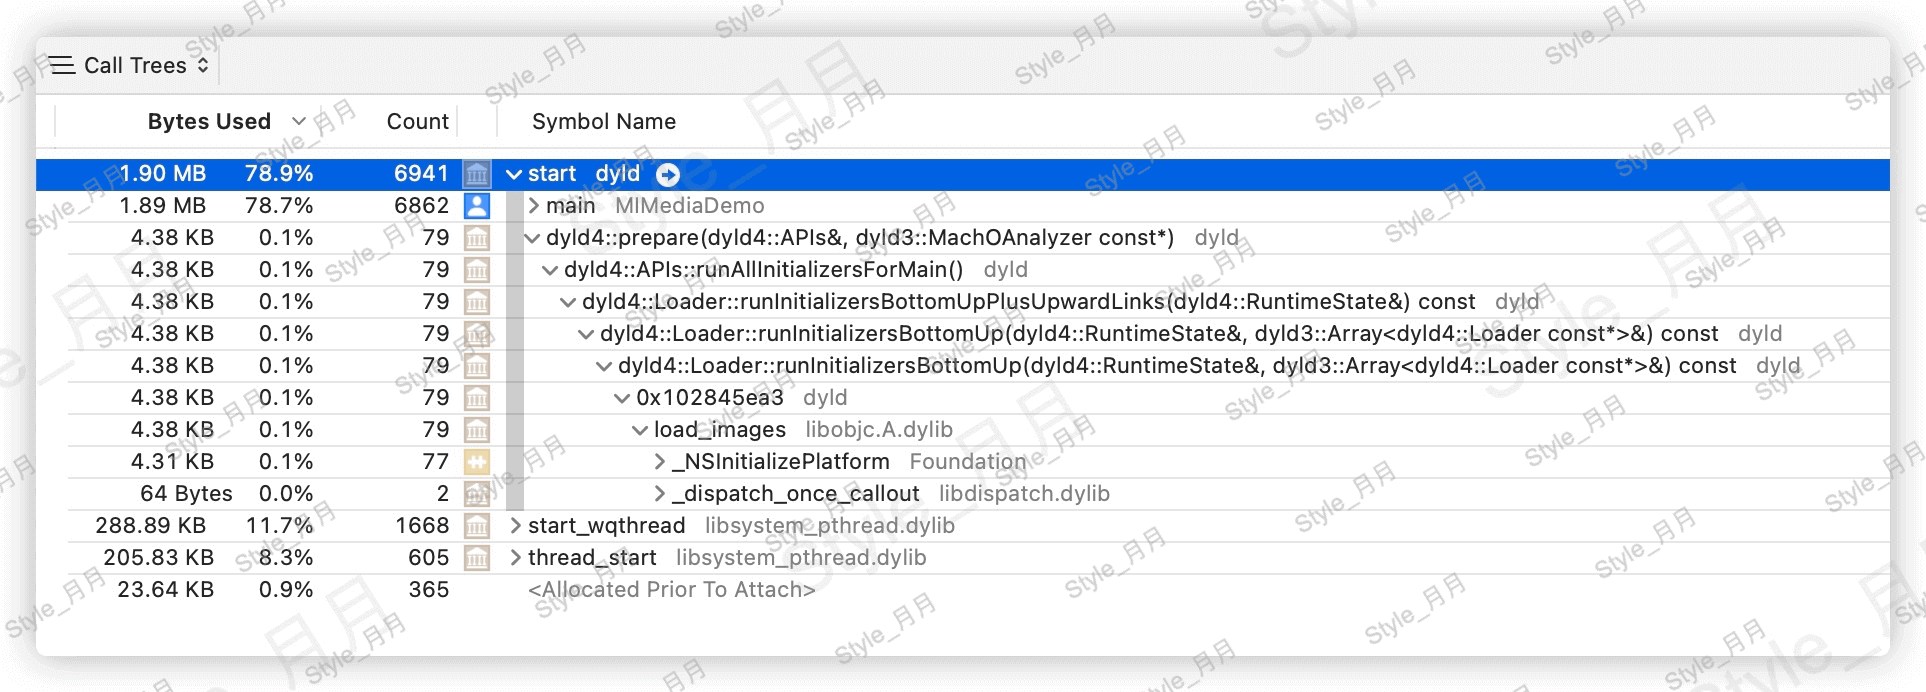 Call Trees
Bytes Used Count Symbol Name
1.90 MB 78.9% 6941 start dyld
1.89 MB 78.7% 6862 main MIMediaDemo
4.38 KB 0.1% 79 dyld4::prepare(dyld4::APIs&, dyld3::MachOAnalyzer const*) dyld
4.38 KB 0.1% 79 dyld4::APIs::runAllInitializersForMain() dyld
4.38 KB 0.1% 79 dyld4::Loader::runInitializersBottomUpPlusUpwardLinks(dyld4::RuntimeState&) const dyld
4.38 KB 0.1% 79 dyld4::Loader::runInitializersBottomUp(dyld4::RuntimeState&, dyld3::Array<dyld4::Loader const*>&) const dyld
4.38 KB 0.1% 79 dyld4::Loader::runInitializersBottomUp(dyld4::RuntimeState&, dyld3::Array<dyld4::Loader const*>&) const dyld
4.38 KB 0.1% 79 0x102845ea3 dyld
4.38 KB 0.1% 79 load_images libobjc.A.dylib
4.31 KB 0.1% 77 _NSInitializePlatform Foundation
64 Bytes 0.0% 2 _dispatch_once_callout libdispatch.dylib
288.89 KB 11.7% 1668 start_wqthread libsystem_pthread.dylib
205.83 KB 8.3% 605 thread_start libsystem_pthread.dylib
23.64 KB 0.9% 365 <Allocated Prior To Attach>
Style_月月